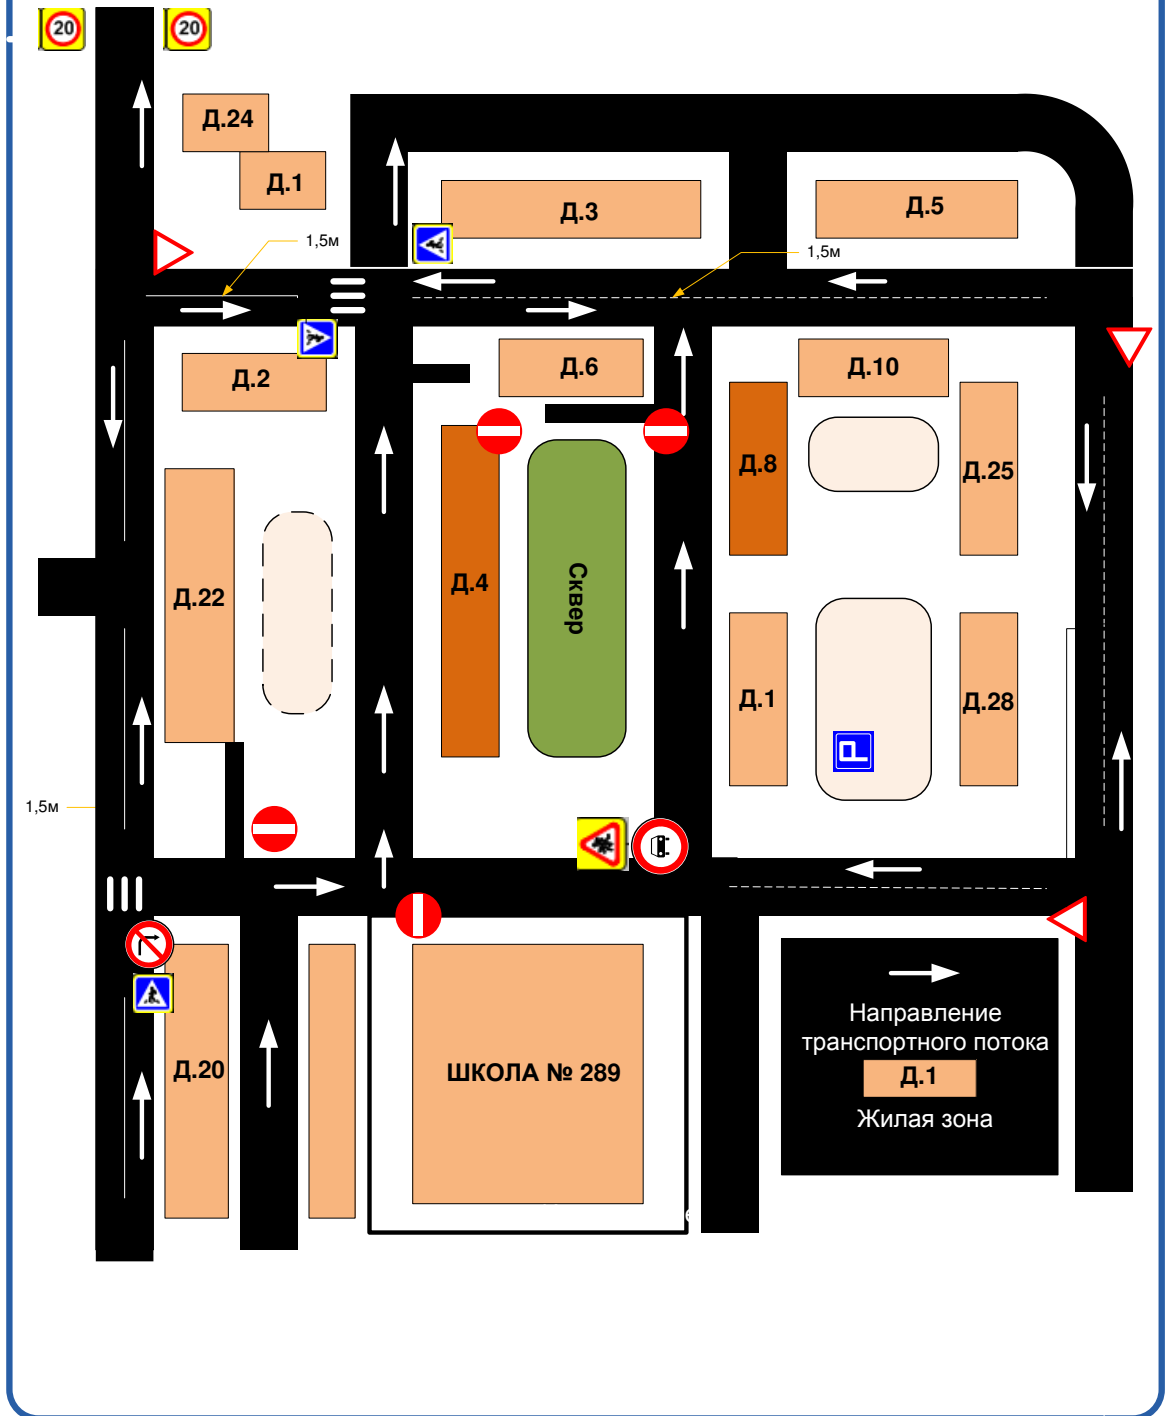 20
20
Д.24
Д.1
Д.3
Д.5
1,5м
1,5м
Д.2
Д.6
Д.10
Д.8
Д.25
Д.22
Д.4
Сквер
Д.1
Д.28
P
1,5м
Д.20
ШКОЛА № 289
Направление
транспортного потока
Д.1
Жилая зона